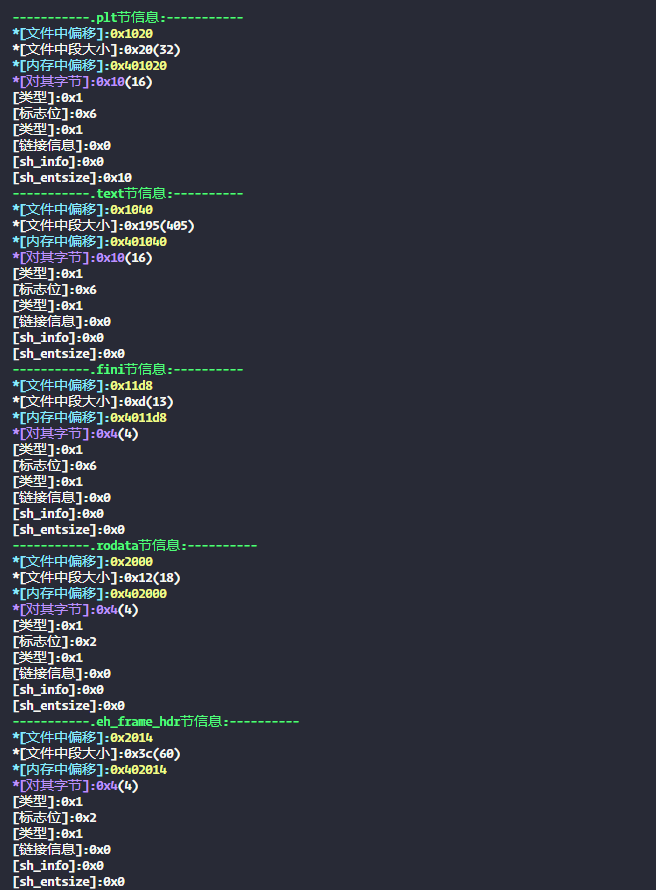 -----------.plt节信息:-----------
*[文件中偏移]:0x1020
*[文件中段大小]:0x20(32)
*[内存中偏移]:0x401020
*[对其字节]:0x10(16)
[类型]:0x1
[标志位]:0x6
[类型]:0x1
[链接信息]:0x0
[sh_info]:0x0
[sh_entsize]:0x10
-----------.text节信息:----------
*[文件中偏移]:0x1040
*[文件中段大小]:0x195(405)
*[内存中偏移]:0x401040
*[对其字节]:0x10(16)
[类型]:0x1
[标志位]:0x6
[类型]:0x1
[链接信息]:0x0
[sh_info]:0x0
[sh_entsize]:0x0
-----------.fini节信息:----------
*[文件中偏移]:0x11d8
*[文件中段大小]:0xd(13)
*[内存中偏移]:0x4011d8
*[对其字节]:0x4(4)
[类型]:0x1
[标志位]:0x6
[类型]:0x1
[链接信息]:0x0
[sh_info]:0x0
[sh_entsize]:0x0
-----------.rodata节信息:----------
*[文件中偏移]:0x2000
*[文件中段大小]:0x12(18)
*[内存中偏移]:0x402000
*[对其字节]:0x4(4)
[类型]:0x1
[标志位]:0x2
[类型]:0x1
[链接信息]:0x0
[sh_info]:0x0
[sh_entsize]:0x0
-----------.eh_frame_hdr节信息:----------
*[文件中偏移]:0x2014
*[文件中段大小]:0x3c(60)
*[内存中偏移]:0x402014
*[对其字节]:0x4(4)
[类型]:0x1
[标志位]:0x2
[类型]:0x1
[链接信息]:0x0
[sh_info]:0x0
[sh_entsize]:0x0